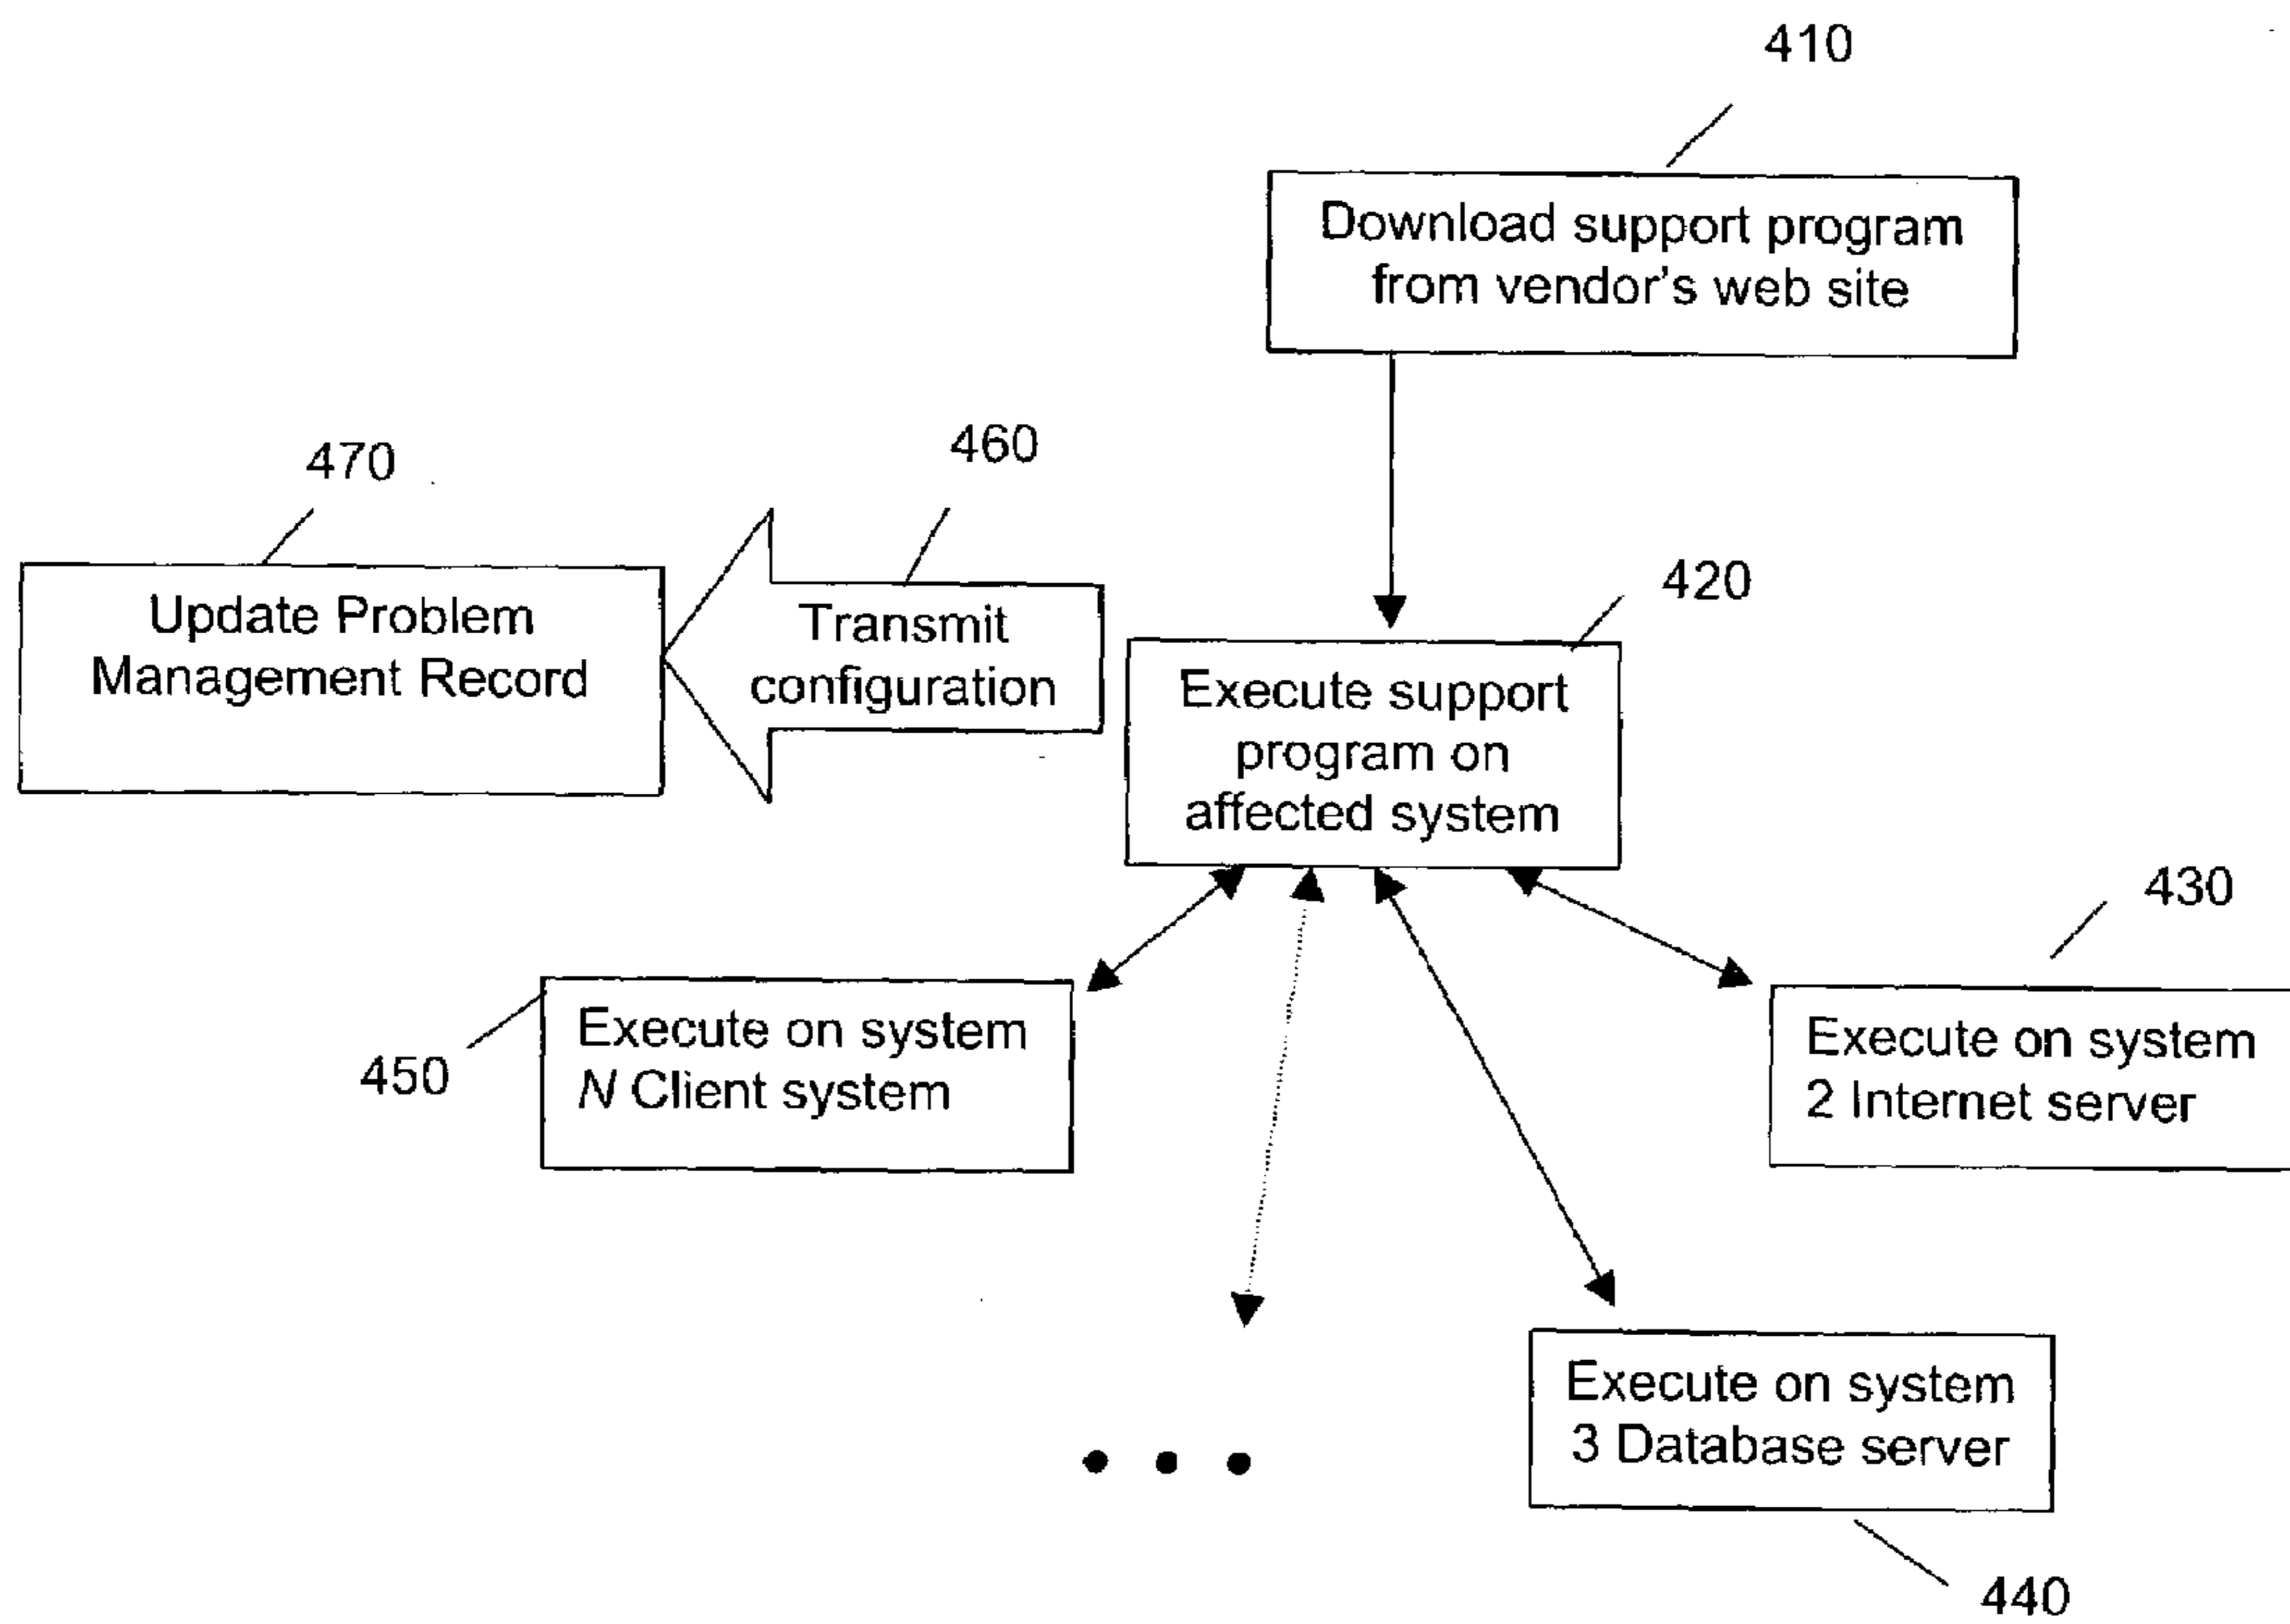 410
Download support program
from vendor's web site
470
460
420
Update Problem
Management Record
Transmit
configuration
Execute support
program on
affected system
430
450
Execute on system
N Client system
Execute on system
2 Internet server
Execute on system
3 Database server
440